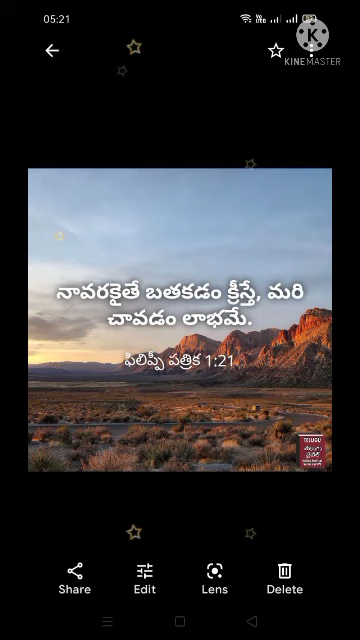 05:21
KINEMASTER
నావరకైతే బతకడం క్రీస్తే, మరి
చావడం లాభమే.
ఫిలిప్పీ పత్రిక 1:21
TELUGU
Share Edit Lens Delete